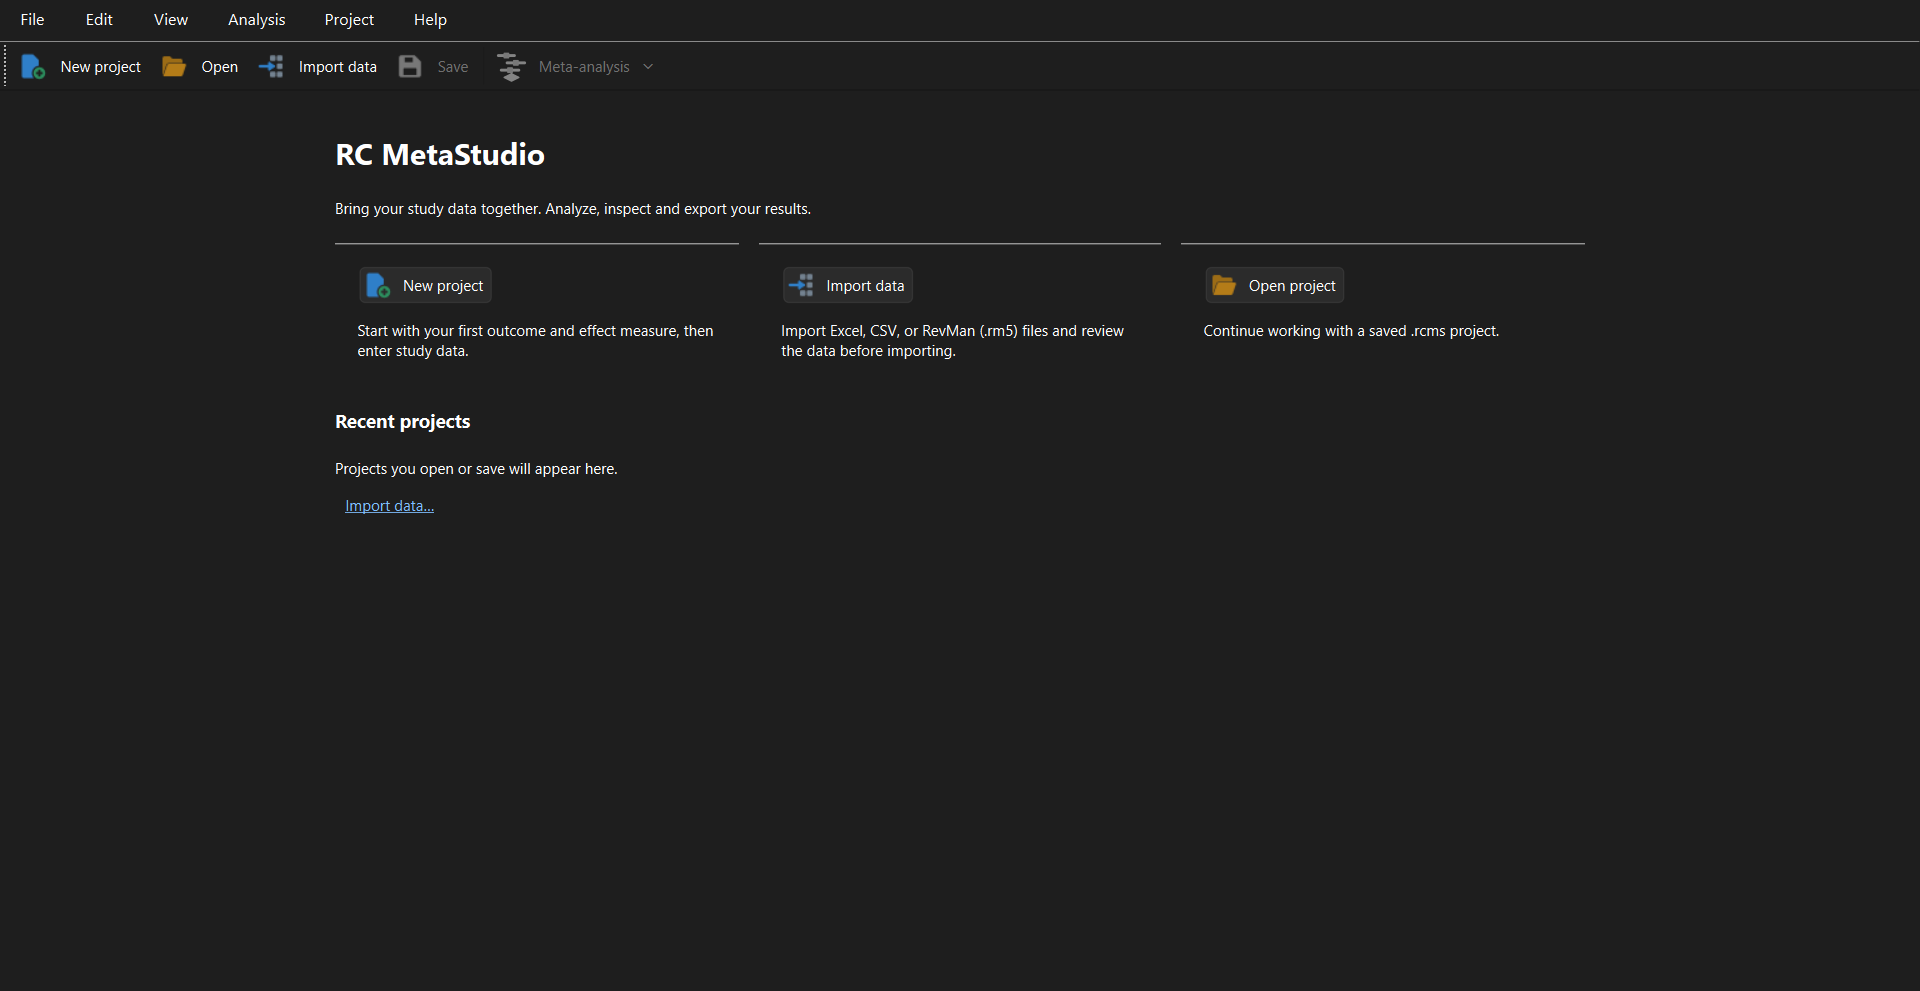 File Edit View Analysis Project Help
New project Open Import data Save Meta-analysis
RC MetaStudio
Bring your study data together. Analyze, inspect and export your results.
New project
Start with your first outcome and effect measure, then
enter study data.
Import data
Import Excel, CSV, or RevMan (.rm5) files and review
the data before importing.
Open project
Continue working with a saved .rcms project.
Recent projects
Projects you open or save will appear here.
Import data...